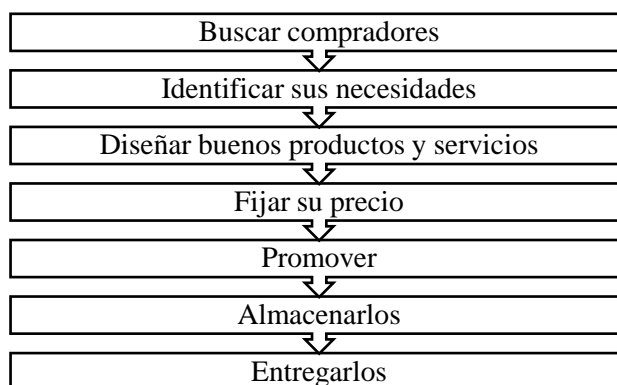 Buscar compradores
Identificar sus necesidades
Diseñar buenos productos y servicios
Fijar su precio
Promover
Almacenarlos
Entregarlos